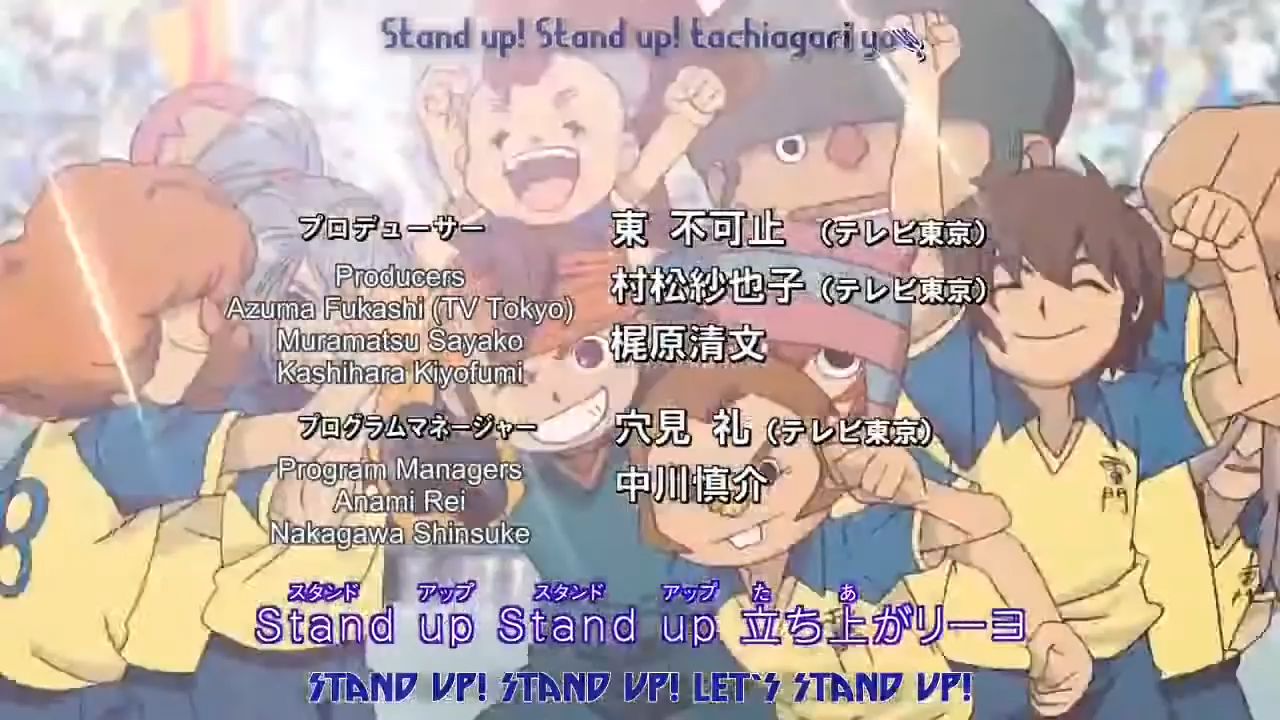 Stand up! Stand up! tachiagari yoo!
プロデューサー
東 不可止 (テレビ東京)
Producers
村松紗也子 (テレビ東京)
Azuma Fukashi (TV Tokyo)
Muramatsu Sayako
梶原清文
Kashihara Kiyofumi
プログラムマネージャー
穴見 礼 (テレビ東京)
Program Managers
Anami Rei
中川慎介
Nakagawa Shinsuke
雷門
8
スタンド アップ スタンド アップ た あ
Stand up Stand up 立ち上がリーヨ
STAND UP! STAND UP! LET'S STAND UP!